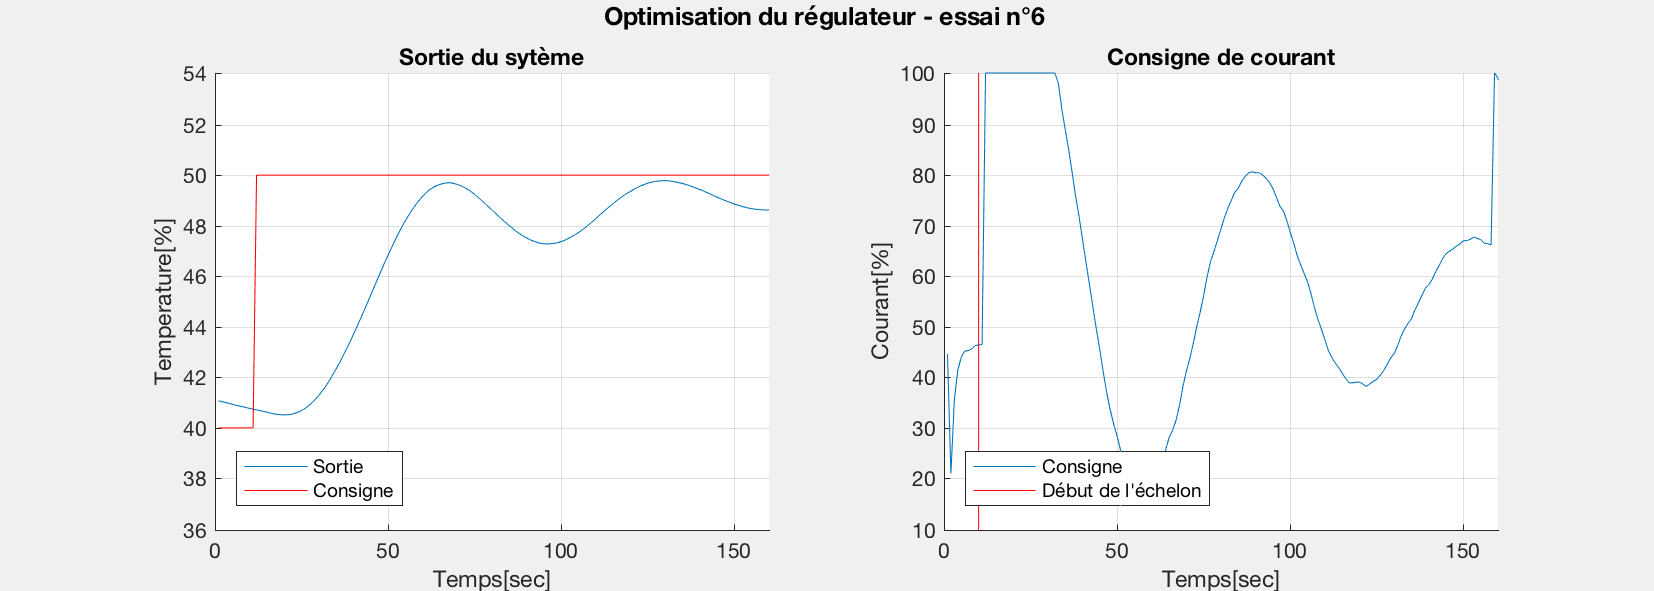 Optimisation du régulateur - essai n°6
Sortie du sytème
54
52
50
48
46
44
42
40
38
36
Temperature[%]
Sortie
Consigne
0
50
100
150
Temps[sec]
Consigne de courant
100
90
80
70
60
50
40
30
20
10
Courant[%]
Consigne
Début de l'échelon
0
50
100
150
Temps[sec]